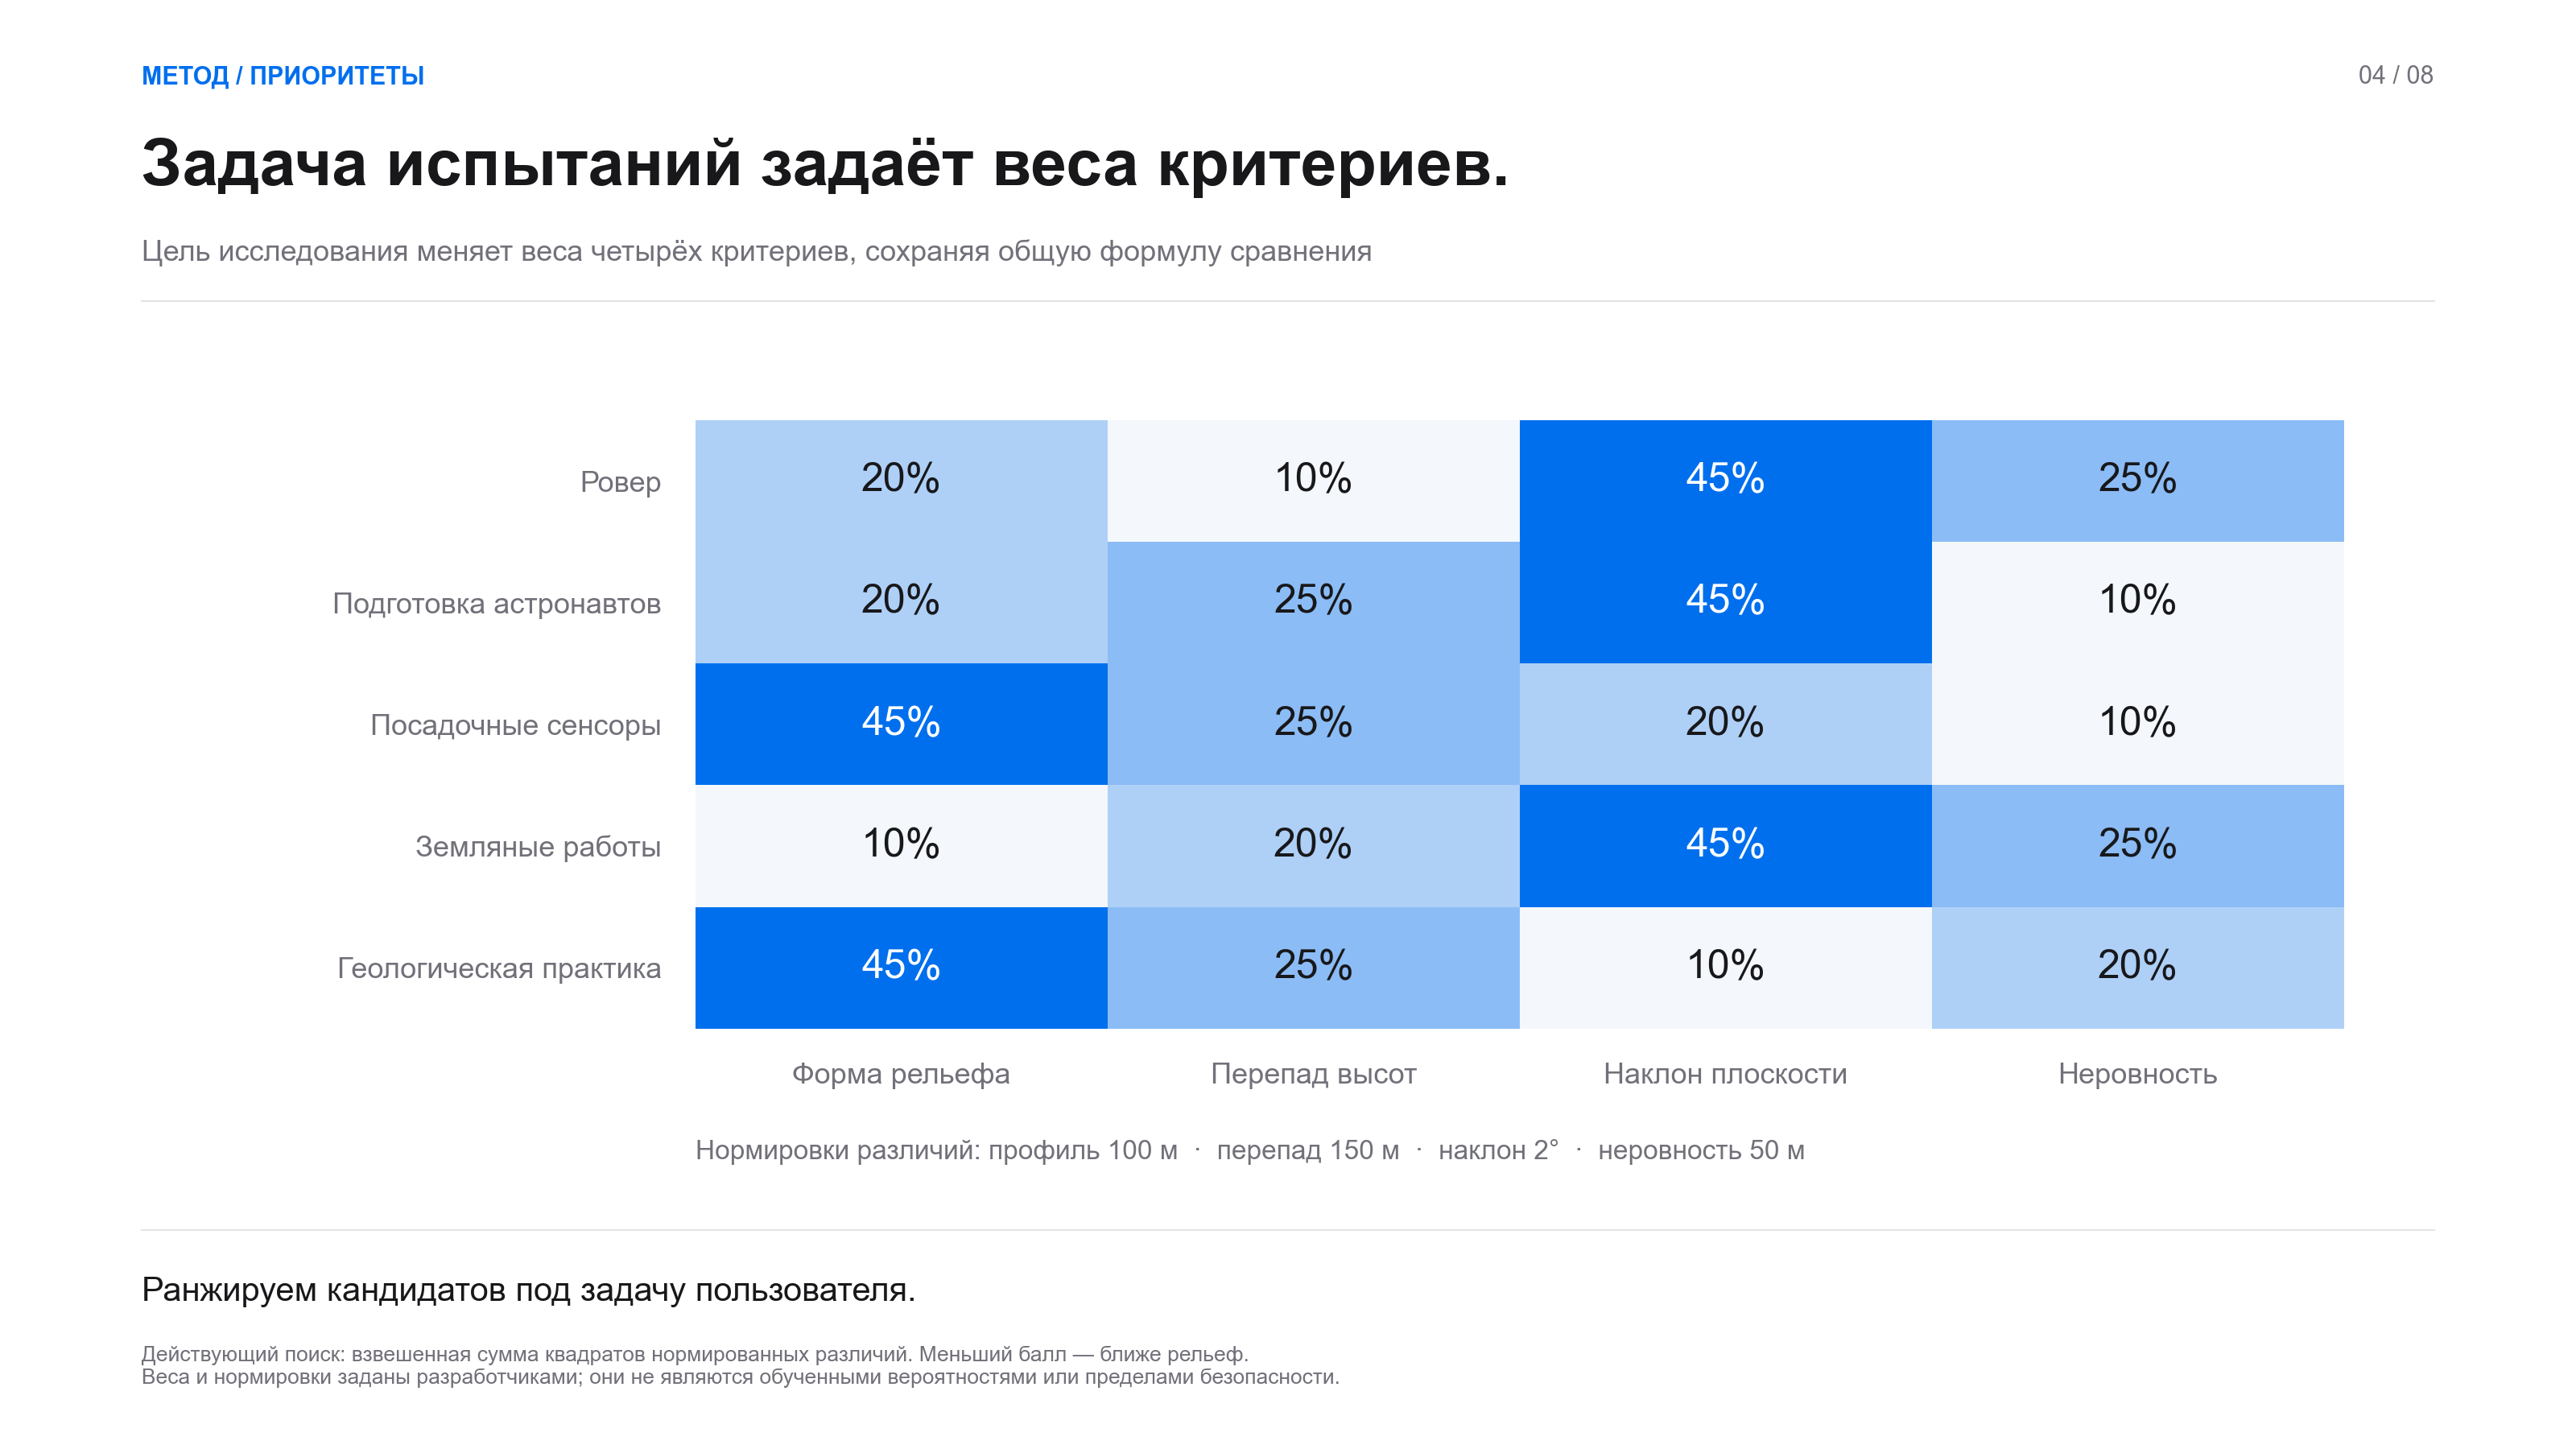 МЕТОД / ПРИОРИТЕТЫ
04 / 08
Задача испытаний задаёт веса критериев.
Цель исследования меняет веса четырёх критериев, сохраняя общую формулу сравнения
Ровер 20% 10% 45% 25%
Подготовка астронавтов 20% 25% 45% 10%
Посадочные сенсоры 45% 25% 20% 10%
Земляные работы 10% 20% 45% 25%
Геологическая практика 45% 25% 10% 20%
Форма рельефа Перепад высот Наклон плоскости Неровность
Нормировки различий: профиль 100 м · перепад 150 м · наклон 2° · неровность 50 м
Ранжируем кандидатов под задачу пользователя.
Действующий поиск: взвешенная сумма квадратов нормированных различий. Меньший балл — ближе рельеф.
Веса и нормировки заданы разработчиками; они не являются обученными вероятностями или пределами безопасности.